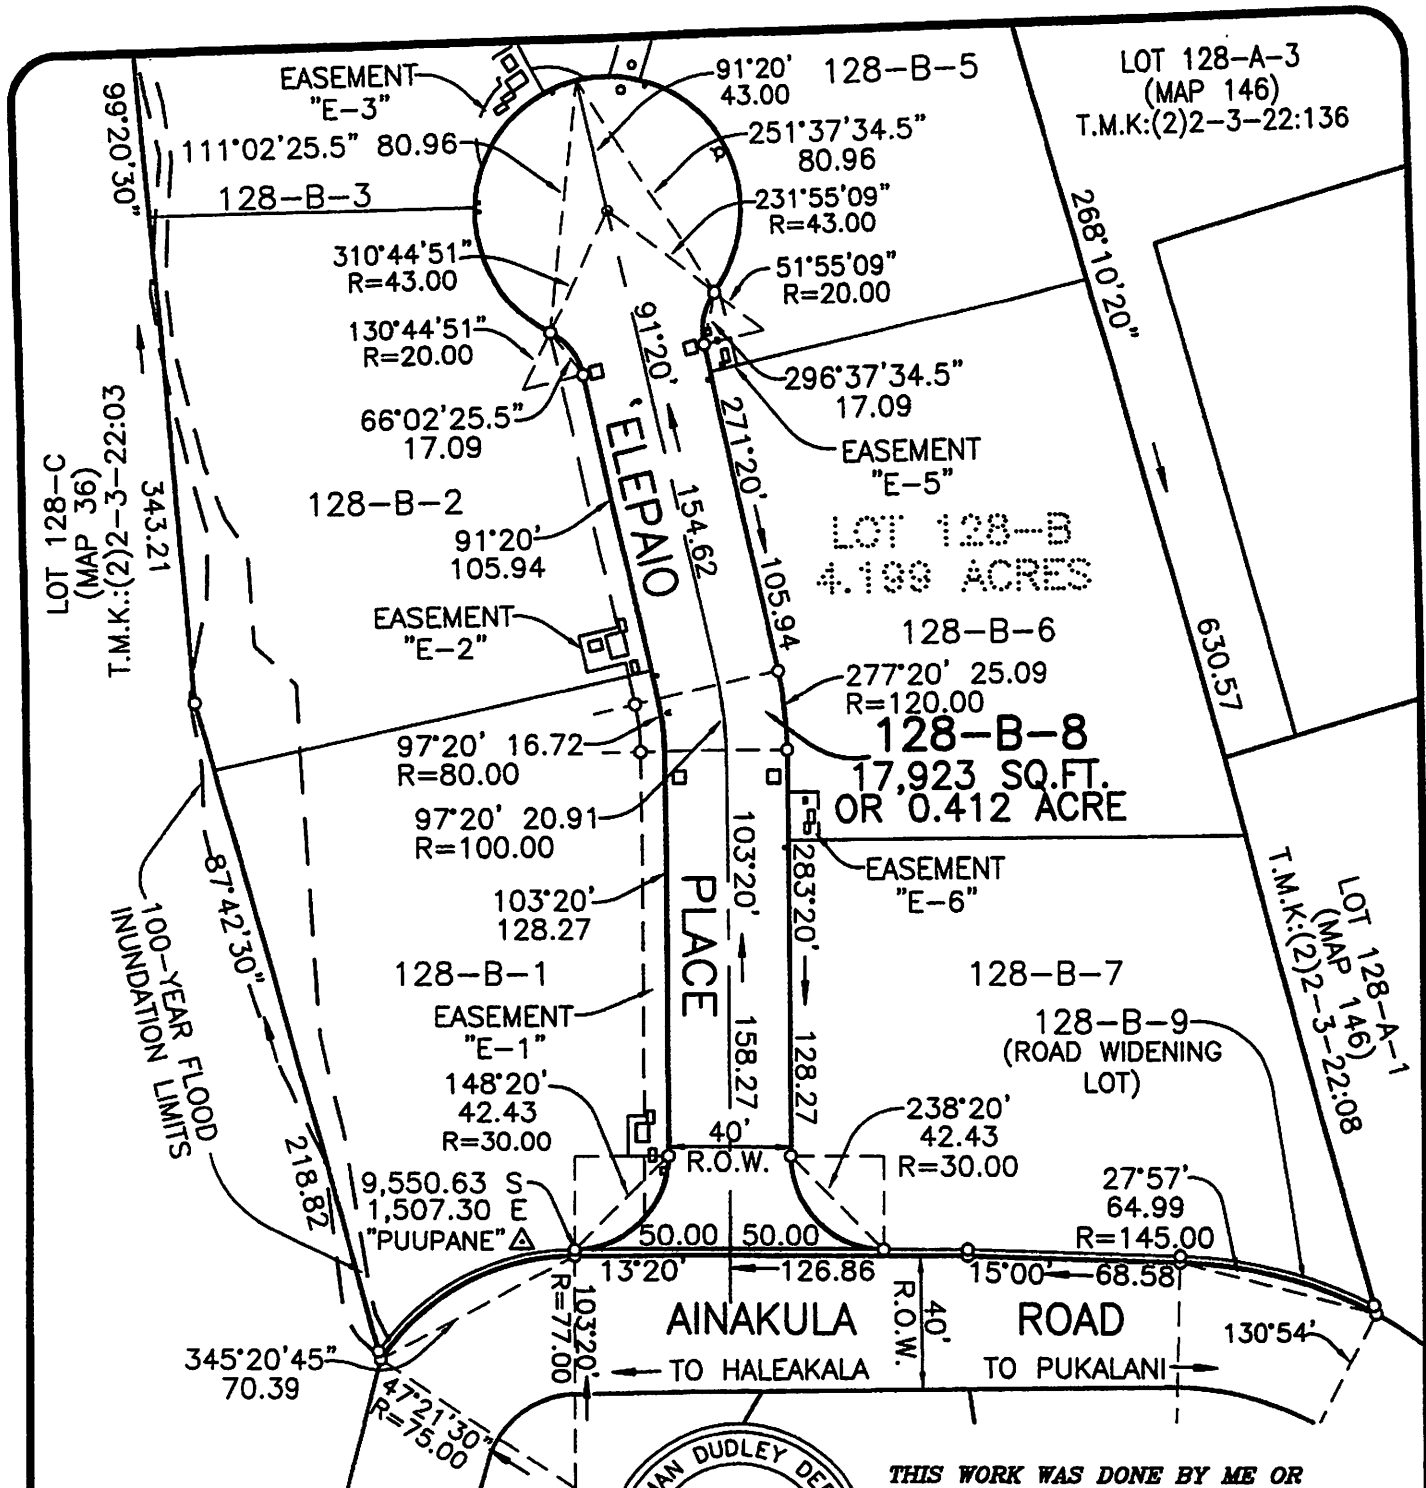 EASEMENT
"E-3"
91°20'
43.00
128-B-5
LOT 128-A-3
(MAP 146)
T.M.K:(2)2-3-22:136
99°20'30"
111°02'25.5" 80.96
251°37'34.5"
80.96
128-B-3
231°55'09"
R=43.00
268°10'20"
310°44'51"
R=43.00
51°55'09"
R=20.00
130°44'51"
R=20.00
91°20'
296°37'34.5"
17.09
66°02'25.5"
17.09
271°20'
EASEMENT
"E-5"
LOT 128-C
(MAP 36)
T.M.K.:(2)2-3-22:03
343.21
128-B-2
'ELEPAIO
154.62
LOT 128-B
4.199 ACRES
91°20'
105.94
105.94
EASEMENT
"E-2"
128-B-6
630.57
277°20' 25.09
R=120.00
97°20' 16.72
R=80.00
128-B-8
17,923 SQ.FT.
OR 0.412 ACRE
97°20' 20.91
R=100.00
103°20'
283°20'
87°42'30"
EASEMENT
"E-6"
T.M.K.:(2)2-3-22:08
LOT 128-A-1
(MAP 146)
103°20'
128.27
PLACE
100-YEAR FLOOD
INUNDATION LIMITS
128-B-1
128-B-7
EASEMENT
"E-1"
158.27
128.27
128-B-9
(ROAD WIDENING
LOT)
148°20'
42.43
R=30.00
238°20'
42.43
R=30.00
40'
R.O.W.
218.82
9,550.63 S
1,507.30 E
"PUUPANE"
27°57'
64.99
R=145.00
50.00 50.00
13°20' 126.86
15°00' 68.58
R=77.00
103°20'
R.O.W.
40'
AINAKULA ROAD
130°54'
345°20'45"
70.39
TO HALEAKALA
TO PUKALANI
47°21'30"
R=75.00
MAN DUDLEY DE
THIS WORK WAS DONE BY ME OR